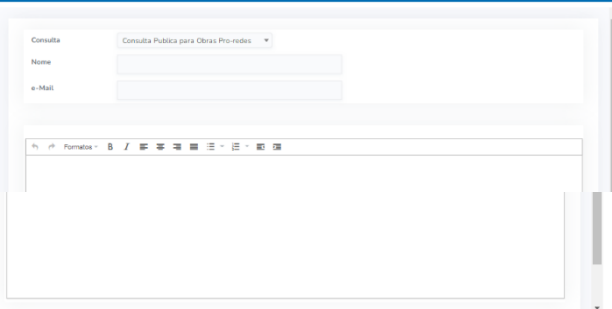 Consulta
Consulta Publica para Obras Pro-redes
Nome
e-Mail
Formatos
B I